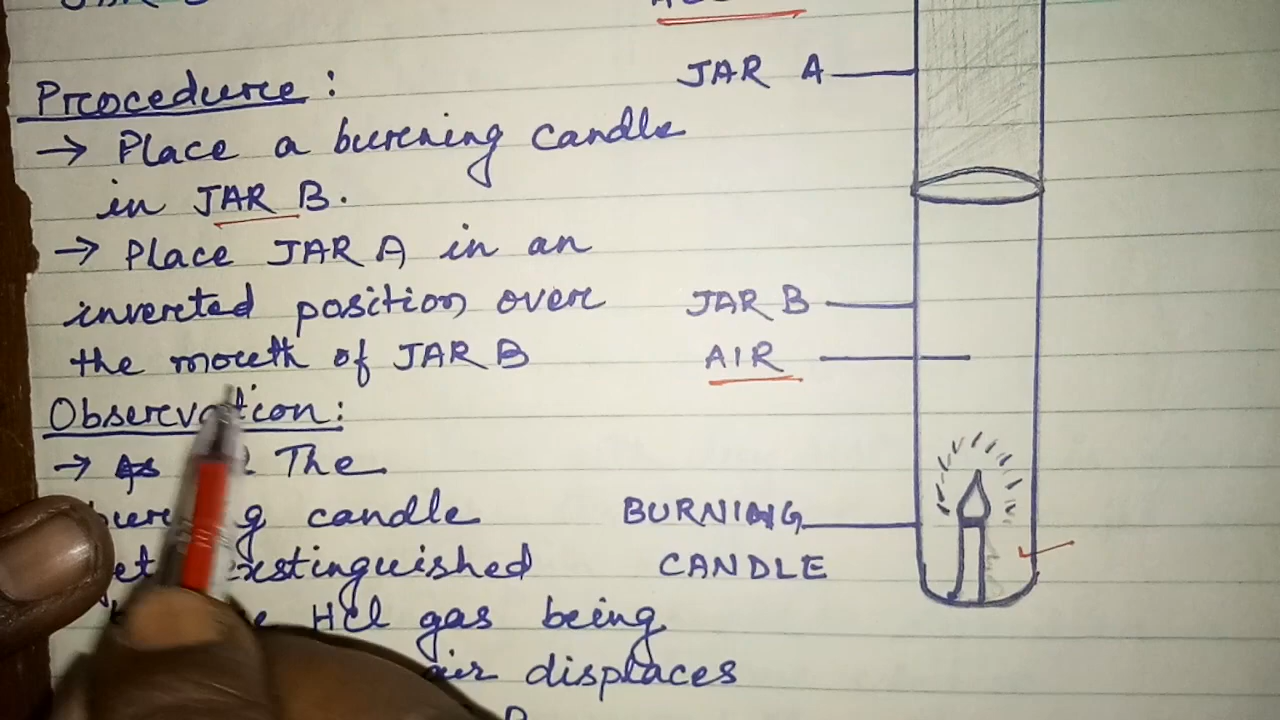 Procedure:
→ Place a burning candle
in JAR B.
→ Place JAR A in an
inverted position over
the mouth of JAR B
Observation:
→ The
candle
extinguished
HCl gas being
air displaces
JAR A
JAR B
AIR
BURNING
CANDLE